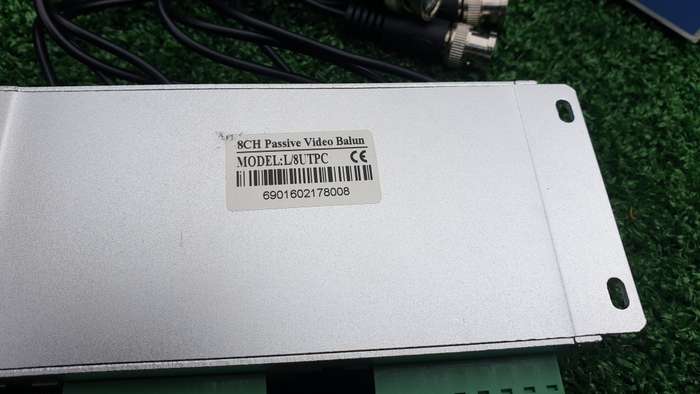 8CH Passive Video Balun
MODEL:L/8UTPC CE
6901602178008